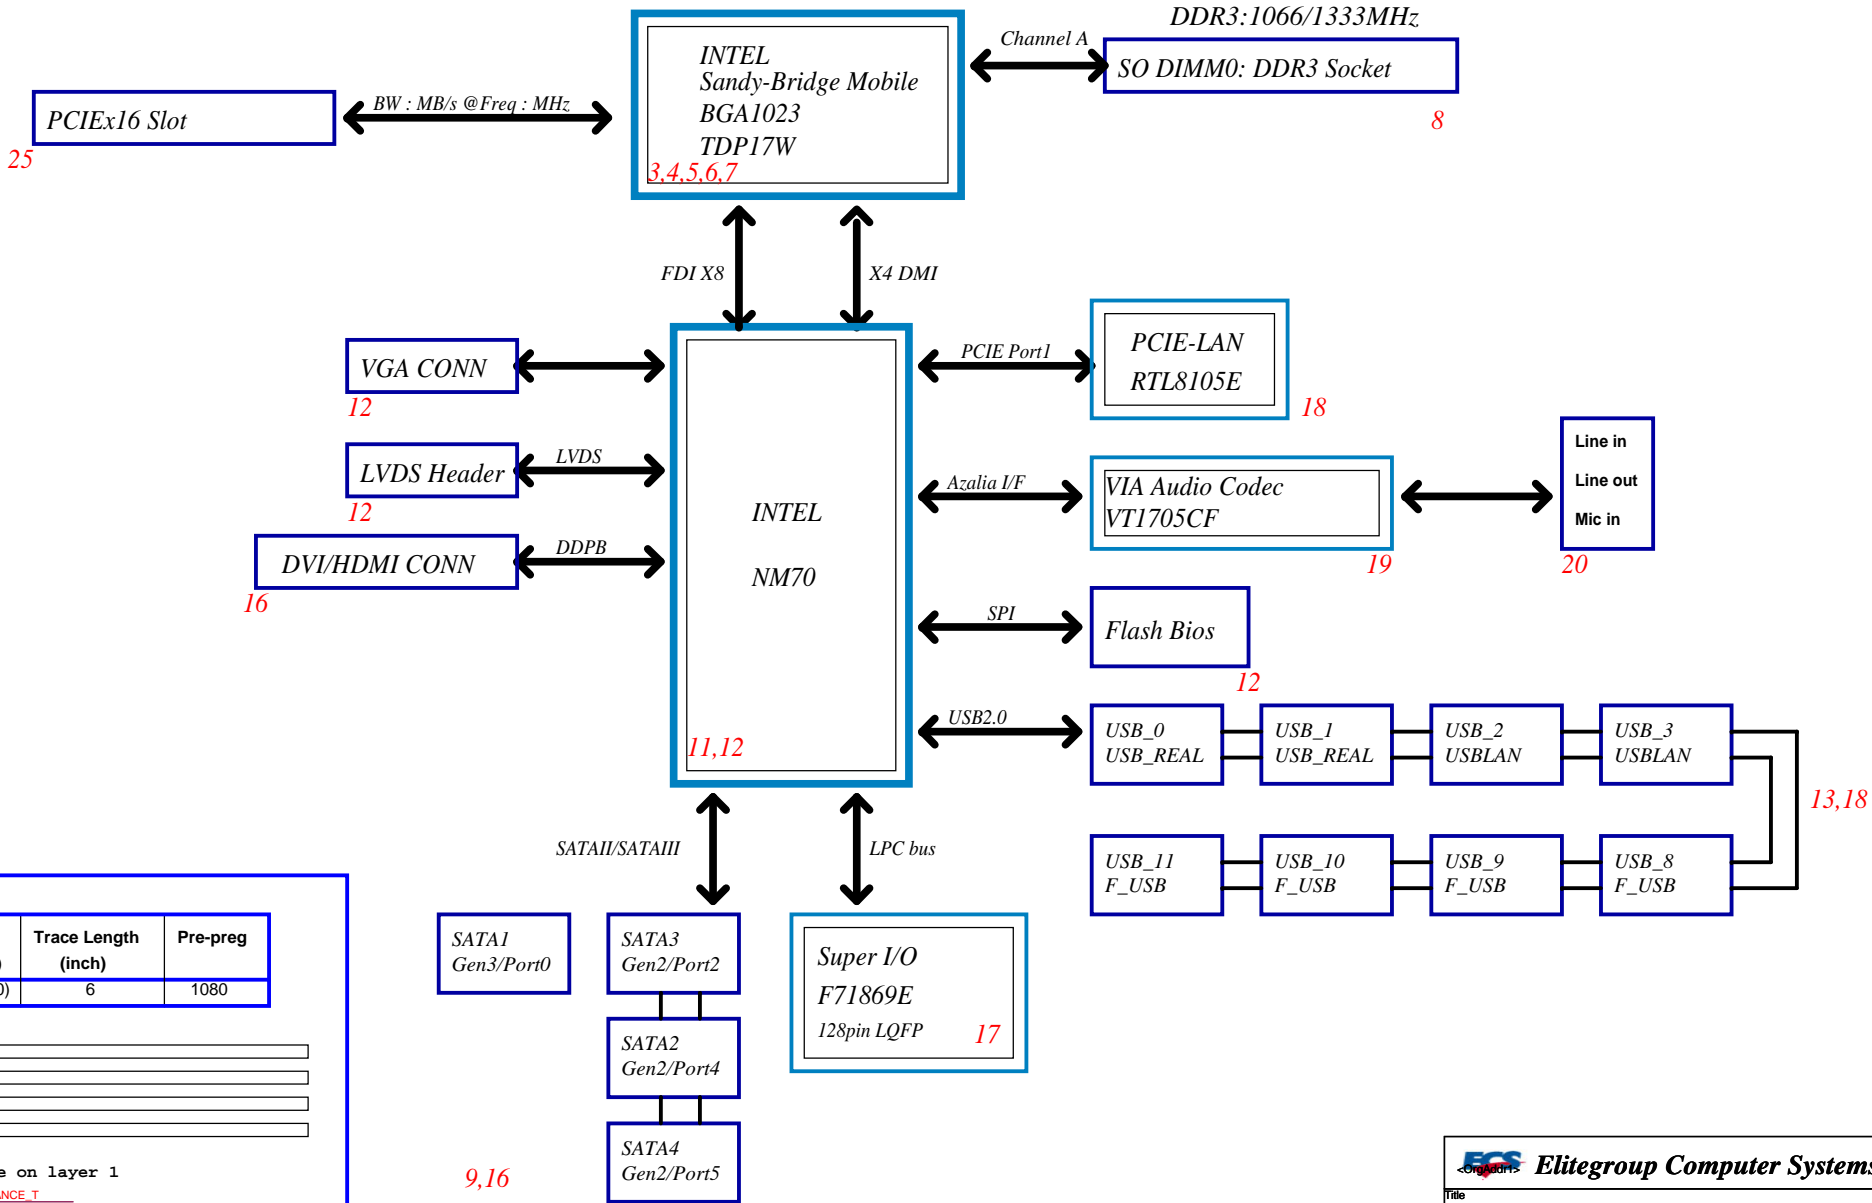 DDR3:1066/1333MHz
INTEL
Sandy-Bridge Mobile
BGA1023
TDP17W
3,4,5,6,7
Channel A
SO DIMM0: DDR3 Socket
8
PCIEx16 Slot
25
BW : MB/s @Freq : MHz
FDI X8
X4 DMI
VGA CONN
12
LVDS Header
LVDS
12
DVI/HDMI CONN
DDPB
16
INTEL
NM70
11,12
PCIE Port1
PCIE-LAN
RTL8105E
18
Azalia I/F
VIA Audio Codec
VT1705CF
19
Line in
Line out
Mic in
20
SPI
Flash Bios
12
USB2.0
USB_0
USB_REAL
USB_1
USB_REAL
USB_2
USBLAN
USB_3
USBLAN
13,18
USB_11
F_USB
USB_10
F_USB
USB_9
F_USB
USB_8
F_USB
SATAII/SATAIII
LPC bus
SATA1
Gen3/Port0
SATA3
Gen2/Port2
SATA2
Gen2/Port4
SATA4
Gen2/Port5
9,16
Super I/O
F71869E
128pin LQFP
17
Trace Length
(inch)
Pre-preg
6
1080
on layer 1
ECS
<OrgAddr1>
Elitegroup Computer Systems
Title